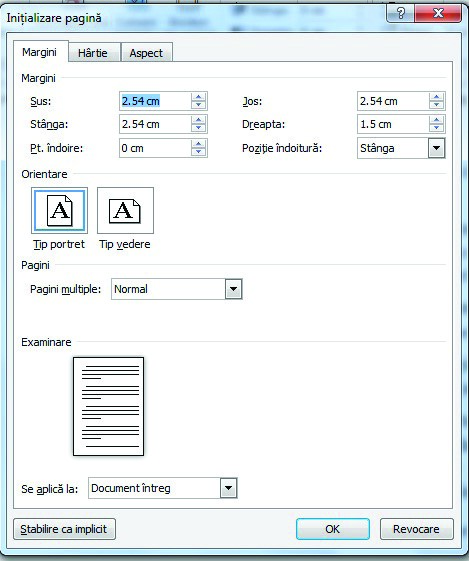 Inițializare pagină
Margini Hârtie Aspect
Margini
Sus: 2.54 cm Jos: 2.54 cm
Stânga: 2.54 cm Dreapta: 1.5 cm
Pt. îndoire: 0 cm Poziție îndoitură: Stânga
Orientare
A A
Tip portret Tip vedere
Pagini
Pagini multiple: Normal
Examinare
Se aplică la: Document întreg
Stabilire ca implicit OK Revocare